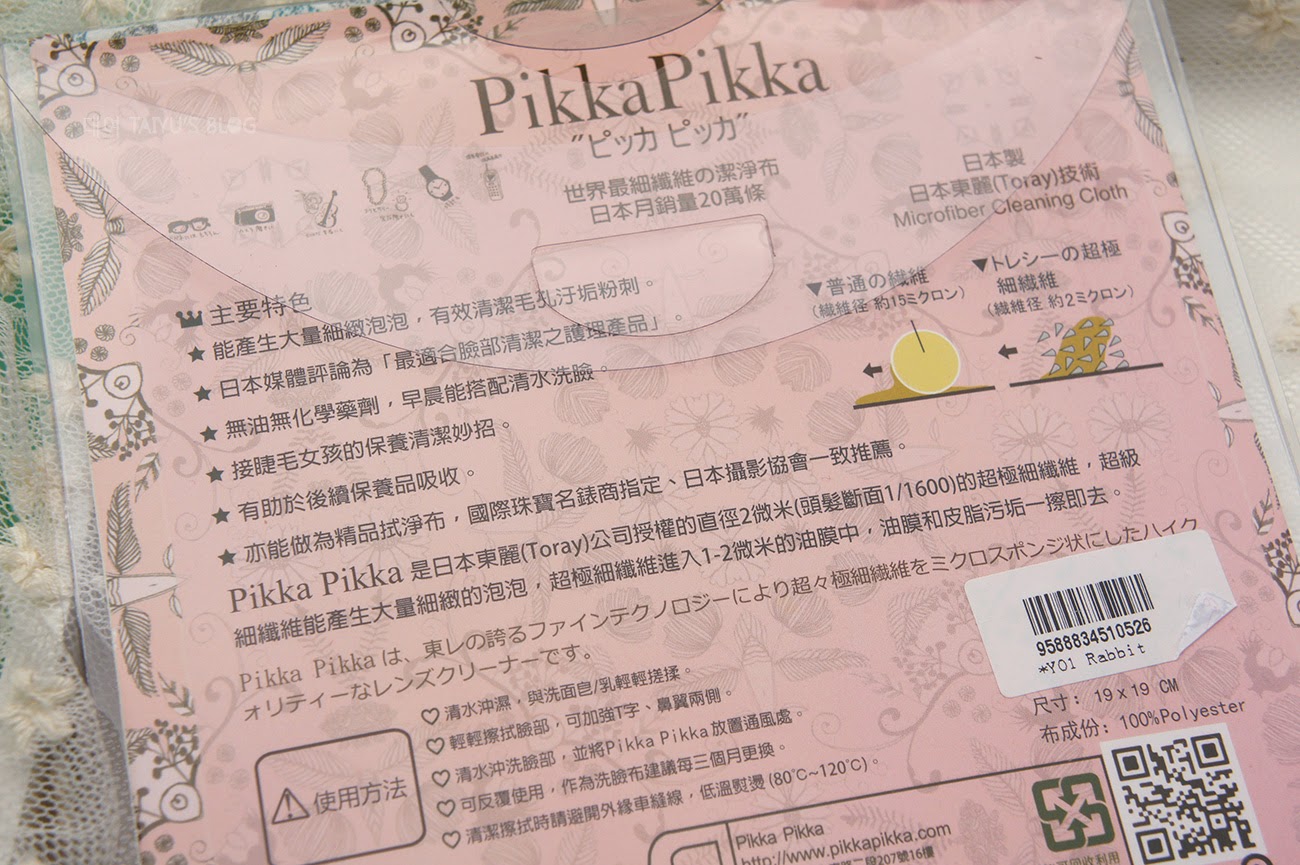 TAIYU'S BLOG
PikkaPikka
"ピッカ ピッカ"
世界最細纖維の潔淨布
日本月銷量20萬條
日本製
日本東麗(Toray)技術
Microfiber Cleaning Cloth
▼普通の繊維
(繊維径 約15ミクロン)
▼トレシーの超極
細繊維
(繊維径 約2ミクロン)
主要特色
★ 能產生大量細緻泡泡，有效清潔毛孔汙垢粉刺。
★ 日本媒體評論為「最適合臉部清潔之護理產品」。
★ 無油無化學藥劑，早晨能搭配清水洗臉。
★ 接睫毛女孩的保養清潔妙招。
★ 有助於後續保養品吸收。
★ 亦能做為精品拭淨布，國際珠寶名錶商指定、日本攝影協會一致推薦。
Pikka Pikka 是日本東麗(Toray)公司授權的直徑2微米(頭髮斷面1/1600)的超極細纖維，超級
細纖維能產生大量細緻的泡泡，超極細纖維進入1-2微米的油膜中，油膜和皮脂污垢一擦即去。
Pikka Pikka は、東レの誇るファインテクノロジーにより超々極細繊維をミクロスポンジ状にしたハイク
ォリティーなレンズクリーナーです。
使用方法
♡ 清水沖濕，與洗面皂/乳輕輕搓揉。
♡ 輕輕擦拭臉部，可加強T字、鼻翼兩側。
♡ 清水沖洗臉部，並將Pikka Pikka放置通風處。
♡ 可反覆使用，作為洗臉布建議每三個月更換。
♡ 清潔擦拭時請避開外緣車縫線，低溫熨燙(80℃~120℃)。
9588834510526
*Y01 Rabbit
尺寸: 19 x 19 CM
布成份: 100%Polyester
Pikka Pikka
http://www.pikkapikka.com
二段207號16樓
可回收利用